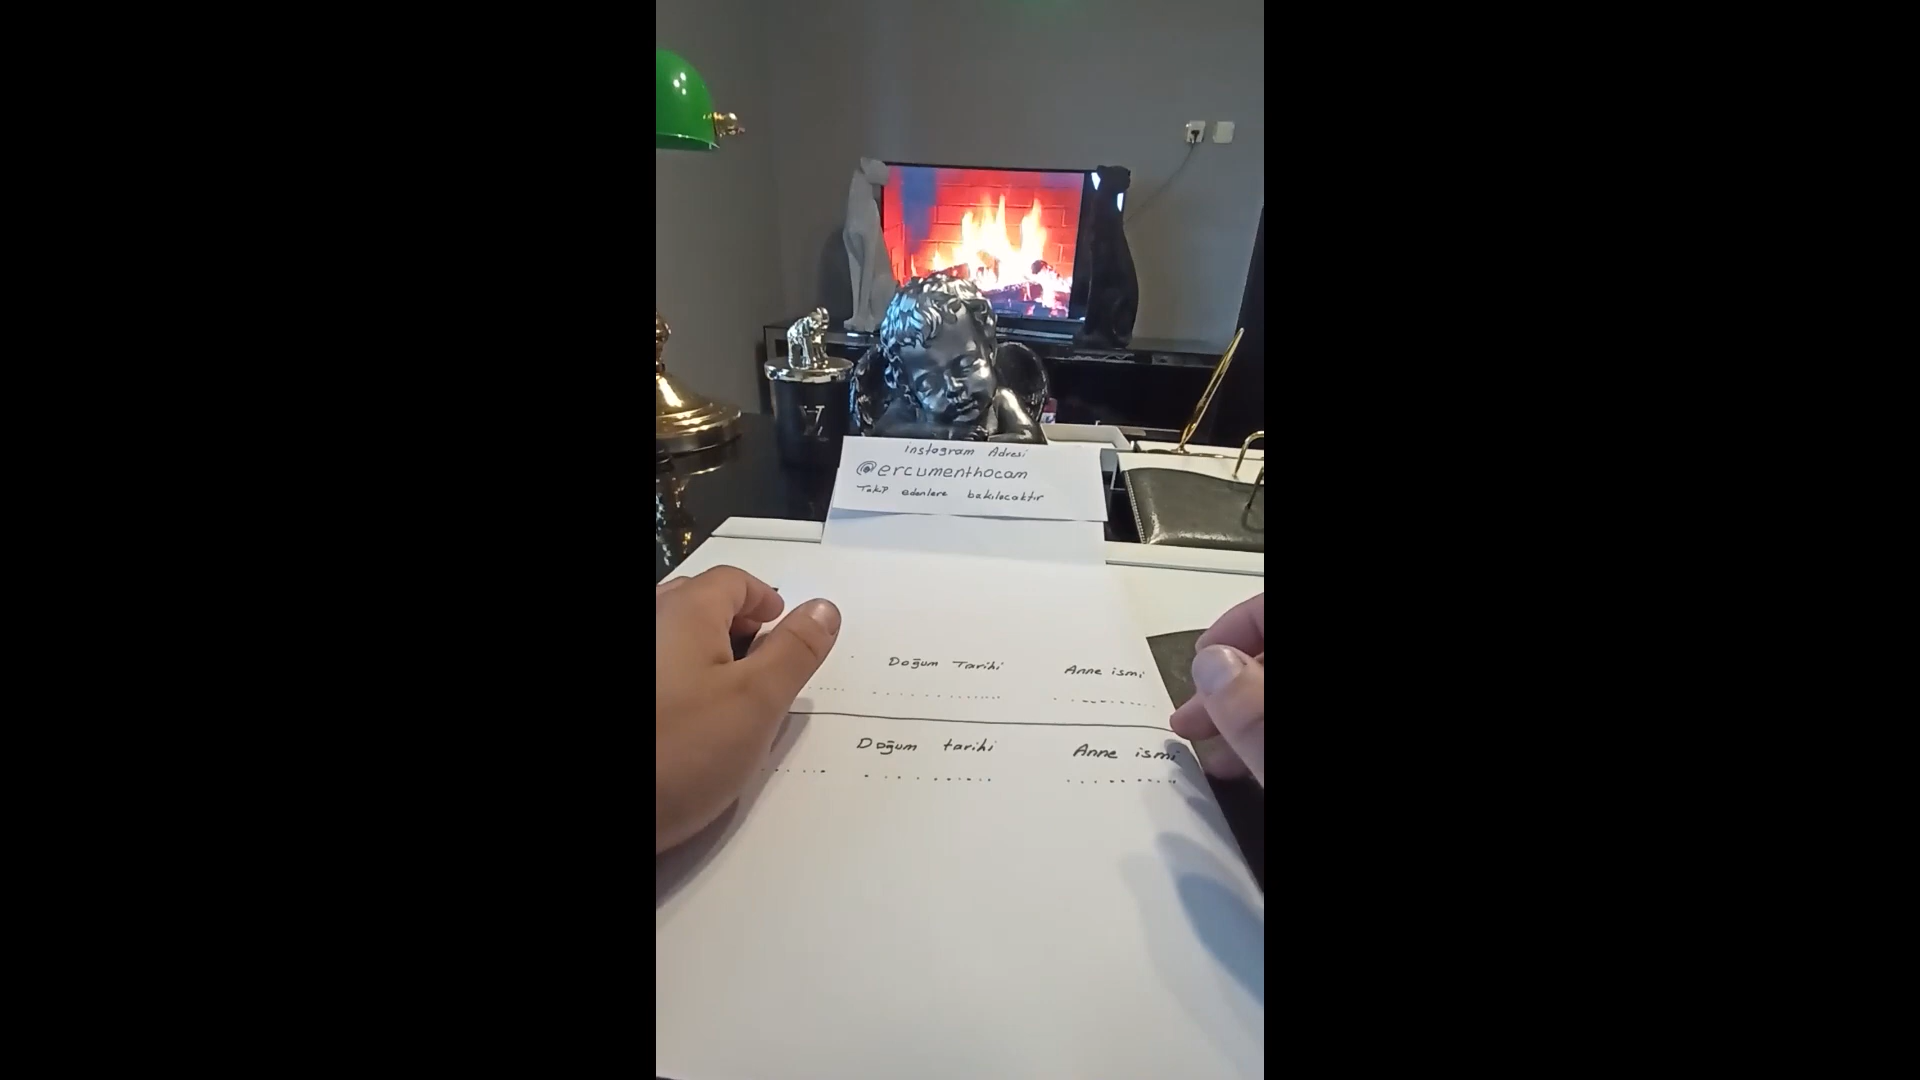 instagram Adresi
@ercumenthocam
Takip edenlere bakılacaktır
Doğum Tarihi Anne ismi
Doğum tarihi Anne ismi